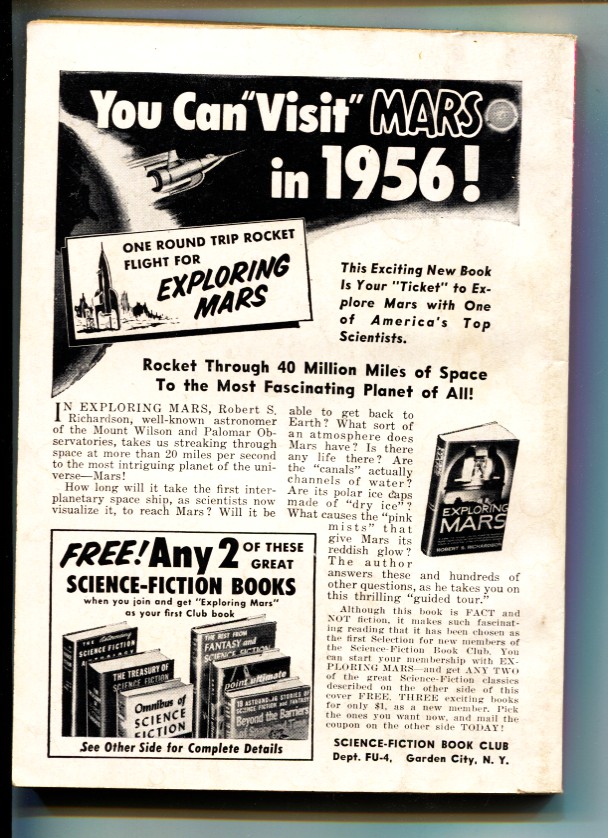 You Can "Visit" MARS
in 1956!
ONE ROUND TRIP ROCKET
FLIGHT FOR
EXPLORING
MARS
This Exciting New Book
Is Your "Ticket" to Ex-
plore Mars with One
of America's Top
Scientists.
Rocket Through 40 Million Miles of Space
To the Most Fascinating Planet of All!
IN EXPLORING MARS, Robert S.
Richardson, well-known astronomer
of the Mount Wilson and Palomar Ob-
servatories, takes us streaking through
space at more than 20 miles per second
to the most intriguing planet of the uni-
verse—Mars!
How long will it take the first inter-
planetary space ship, as scientists now
visualize it, to reach Mars? Will it be
able to get back to
Earth? What sort of
an atmosphere does
Mars have? Is there
any life there? Are
the "canals" actually
channels of water?
Are its polar ice caps
made of "dry ice"?
What causes the "pink
mists" that
give Mars its
reddish glow?
The author
answers these and hundreds of
other questions, as he takes you on
this thrilling "guided tour."
Although this book is FACT and
NOT fiction, it makes such fascinat-
ing reading that it has been chosen as
the first Selection for new members of
the Science-Fiction Book Club. You
can start your membership with EX-
PLORING MARS—and get ANY TWO
of the great Science-Fiction classics
described on the other side of this
cover FREE. THREE exciting books
for only $1, as a new member. Pick
the ones you want now, and mail the
coupon on the other side TODAY!
SCIENCE-FICTION BOOK CLUB
Dept. FU-4, Garden City, N. Y.
EXPLORING
MARS
ROBERT S. RICHARDSON
FREE! Any 2 OF THESE
GREAT
SCIENCE-FICTION BOOKS
when you join and get "Exploring Mars"
as your first Club book
THE
SCIENCE FICTION
THE TREASURY OF
SCIENCE FICTION
Omnibus of
SCIENCE
FICTION
THE BEST FROM
FANTASY and
SCIENCE FICTION
point ultimate
18 ASTOUNDING STORIES OF
SCIENCE FICTION and FANTASY
Beyond the Barriers
See Other Side for Complete Details